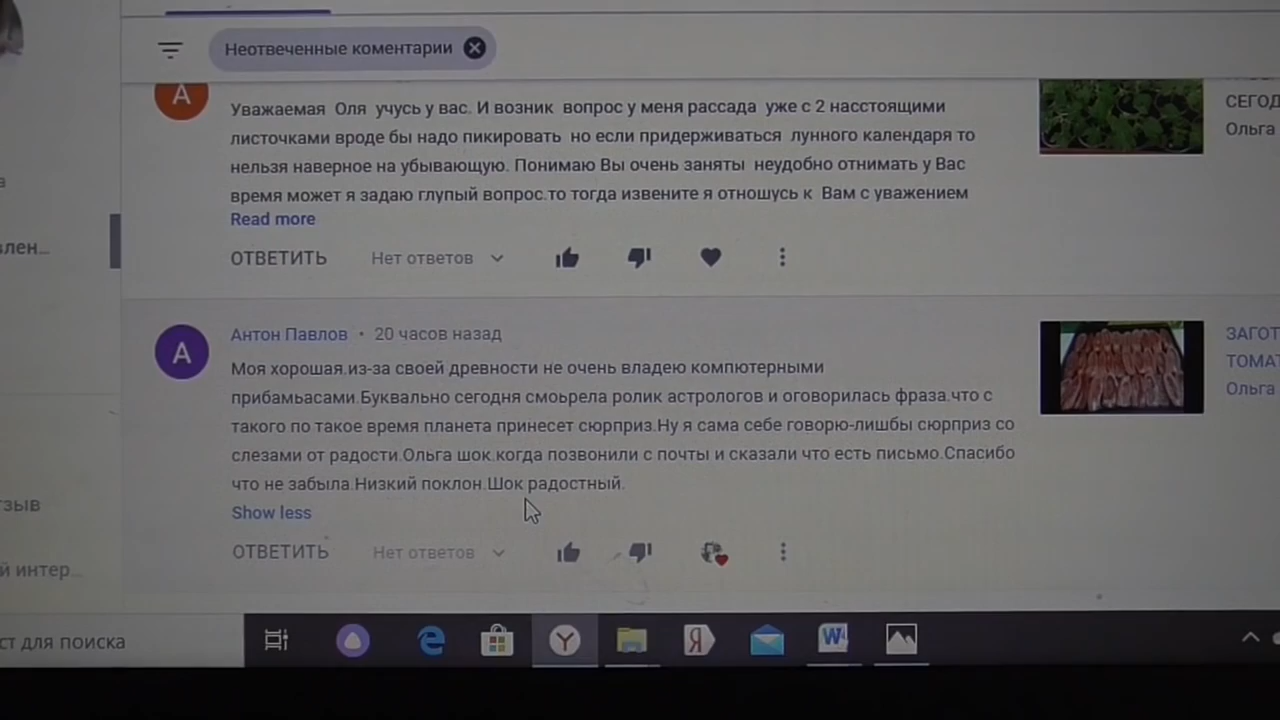 Неотвеченные коментарии
А
Уважаемая Оля учусь у вас. И возник вопрос у меня рассада уже с 2 насстоящими
листочками вроде бы надо пикировать но если придерживаться лунного календаря то
нельзя наверное на убывающую. Понимаю Вы очень заняты неудобно отнимать у Вас
время может я задаю глупый вопрос.то тогда извените я отношусь к Вам с уважением
Read more
ОТВЕТИТЬ Нет ответов
СЕГОД
Ольга
влен...
А
Антон Павлов • 20 часов назад
Моя хорошая.из-за своей древности не очень владею компютерными
прибамьасами.Буквально сегодня смоьрела ролик астрологов и оговорилась фраза.что с
такого по такое время планета принесет сюрприз.Ну я сама себе говорю-лишбы сюрприз со
слезами от радости.Ольга шок.когда позвонили с почты и сказали что есть письмо.Спасибо
что не забыла.Низкий поклон.Шок радостный.
Show less
ОТВЕТИТЬ Нет ответов
ЗАГОТ
ТОМАТ
Ольга
тзыв
й интер...
ст для поиска
Y
Я
W